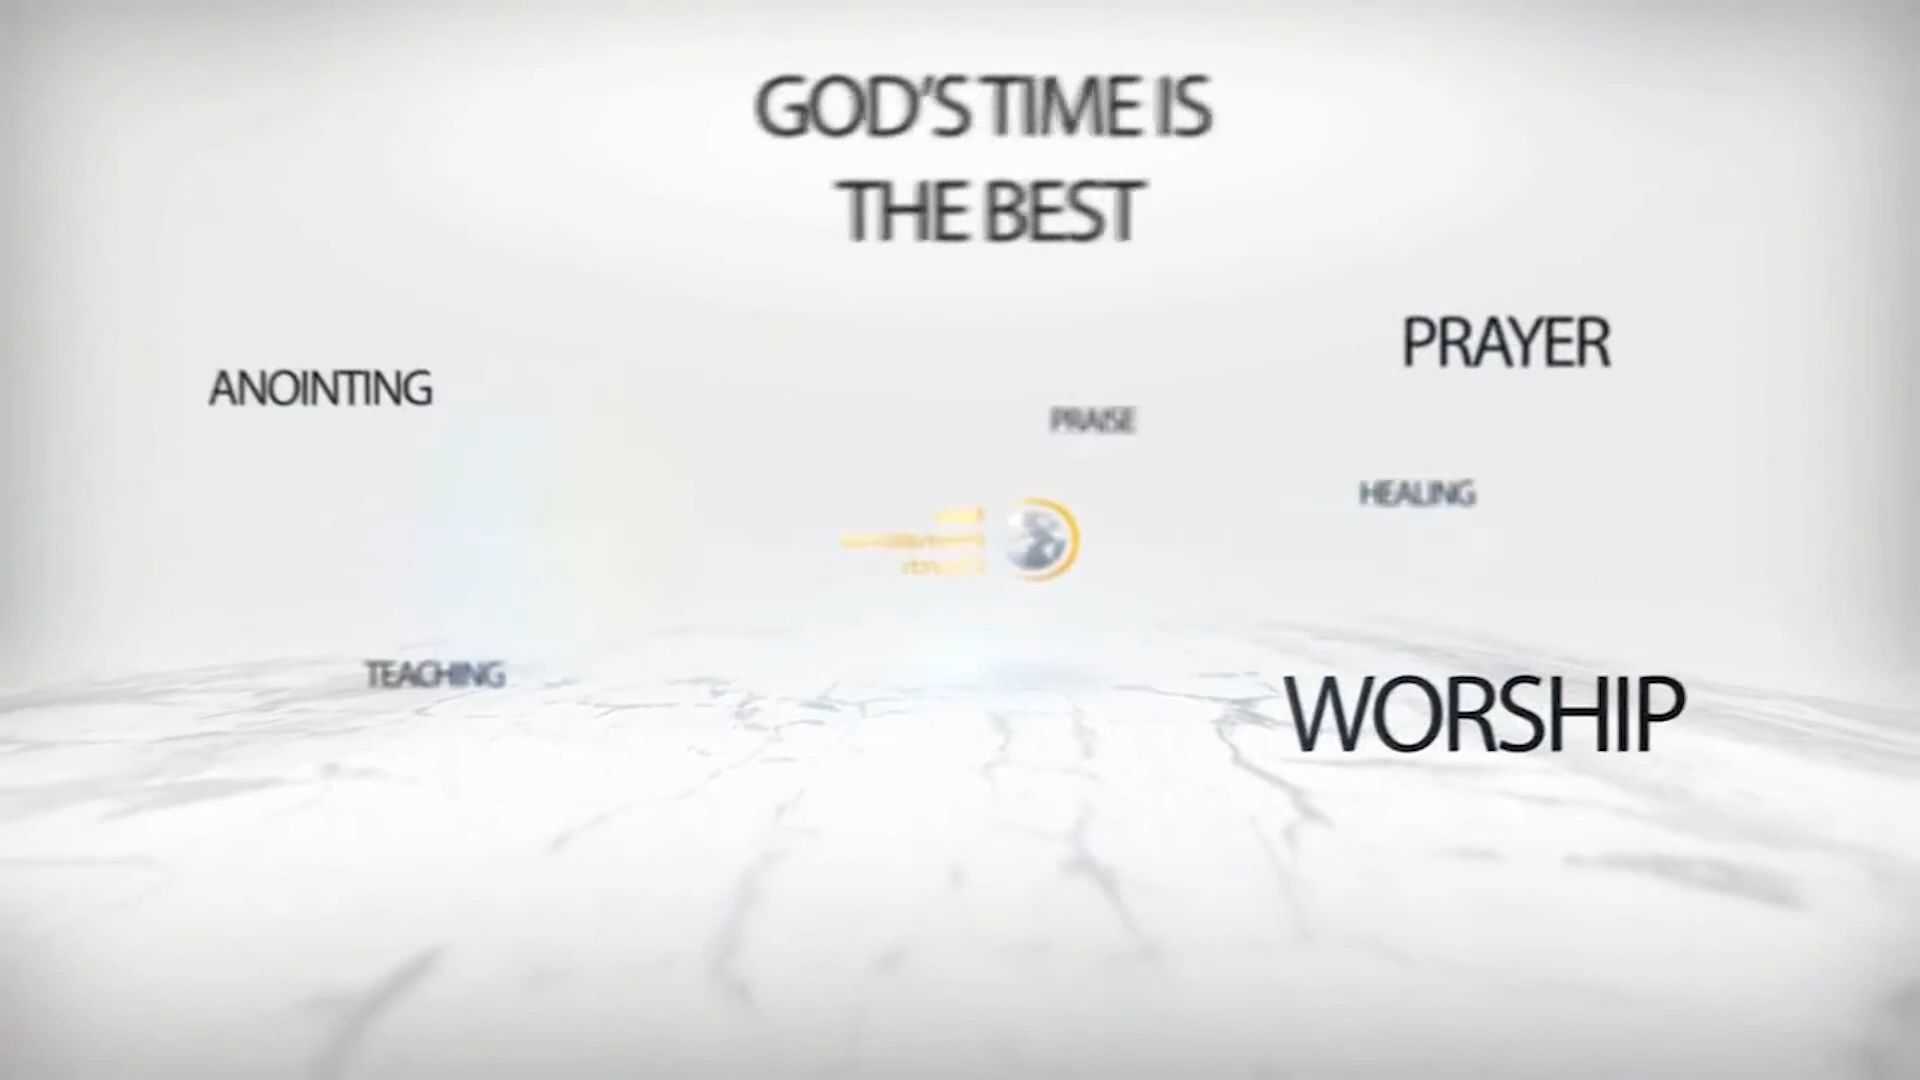 GOD'S TIME IS
THE BEST
PRAYER
ANOINTING
PRAISE
HEALING
TEACHING
WORSHIP